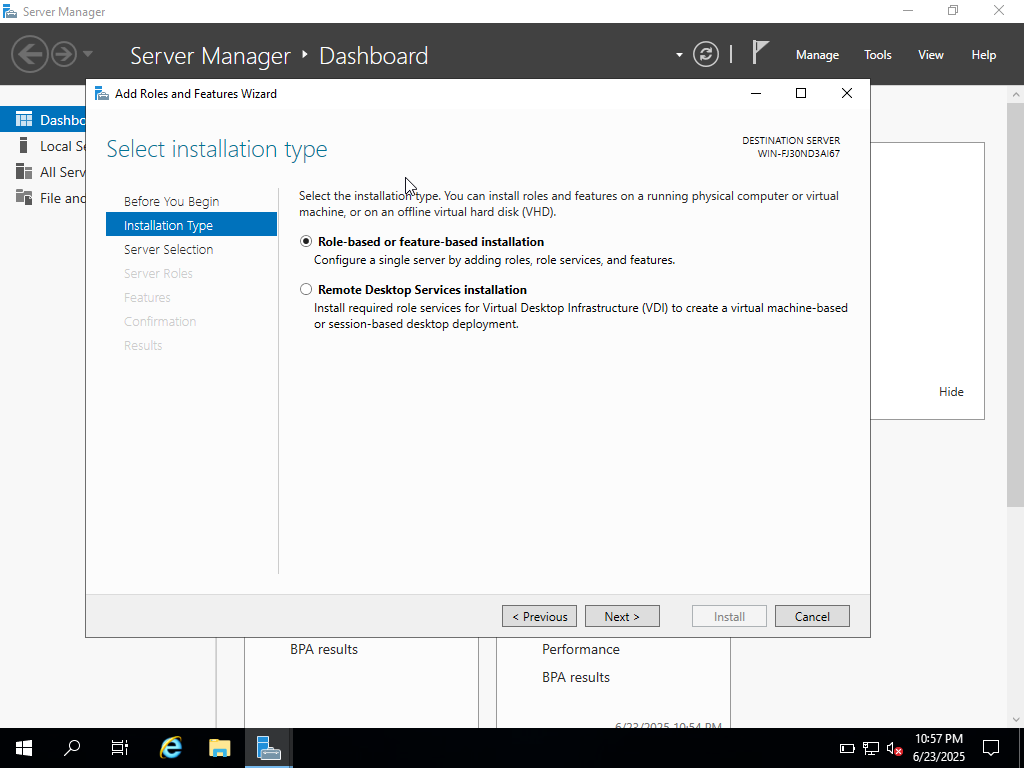 Server Manager
Server Manager ‣ Dashboard
Manage Tools View Help
Dashbo
Local Se
All Serv
File and
Add Roles and Features Wizard
Select installation type
DESTINATION SERVER
WIN-FJ30ND3AI67
Before You Begin
Installation Type
Server Selection
Server Roles
Features
Confirmation
Results
Select the installation type. You can install roles and features on a running physical computer or virtual
machine, or on an offline virtual hard disk (VHD).
Role-based or feature-based installation
Configure a single server by adding roles, role services, and features.
Remote Desktop Services installation
Install required role services for Virtual Desktop Infrastructure (VDI) to create a virtual machine-based
or session-based desktop deployment.
Hide
< Previous Next > Install Cancel
BPA results
Performance
BPA results
6/23/2025 10:54 PM
10:57 PM
6/23/2025